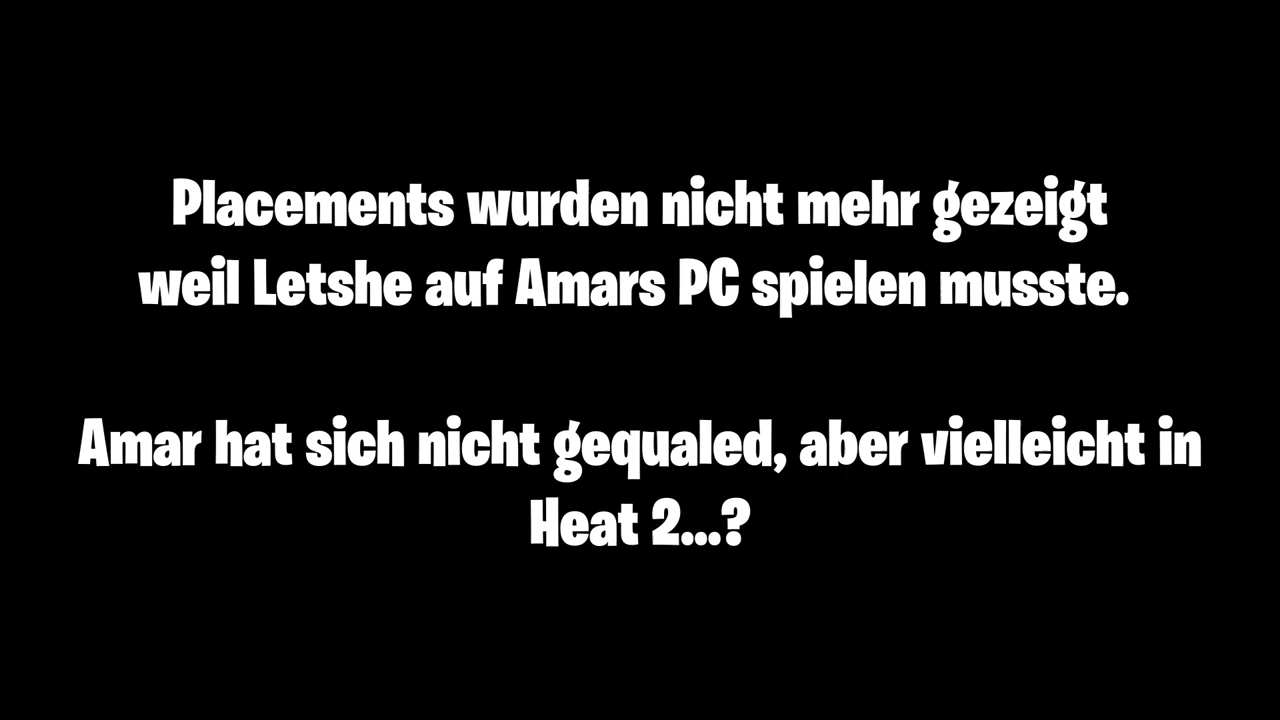 Placements wurden nicht mehr gezeigt
weil Letshe auf Amars PC spielen musste.
Amar hat sich nicht gequaled, aber vielleicht in
Heat 2...?